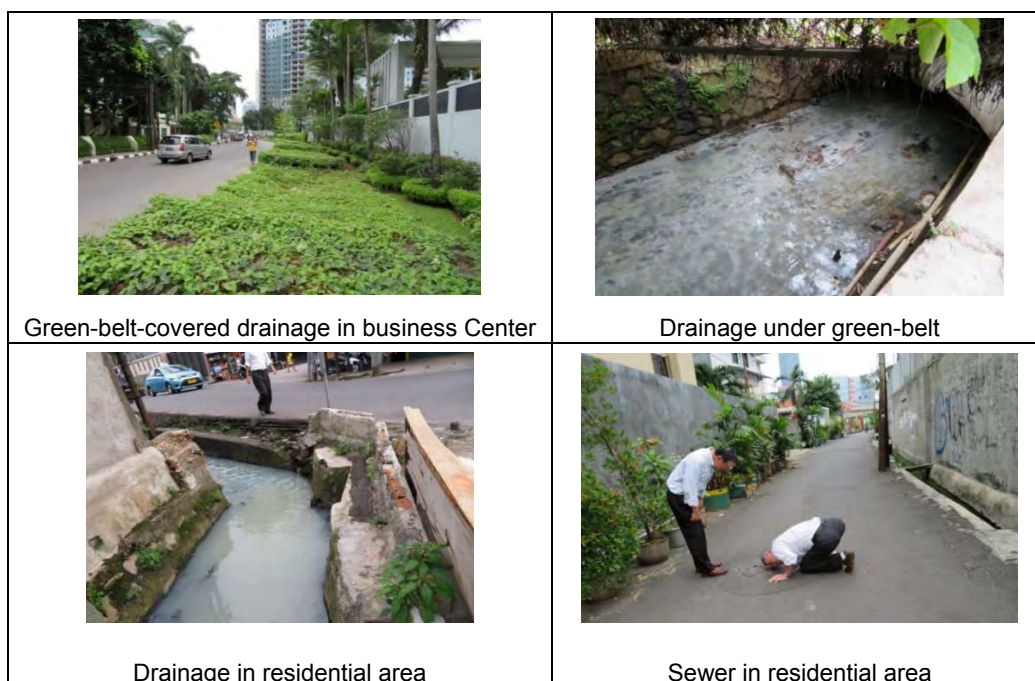 Green-belt-covered drainage in business Center
Drainage under green-belt
Drainage in residential area
Sewer in residential area